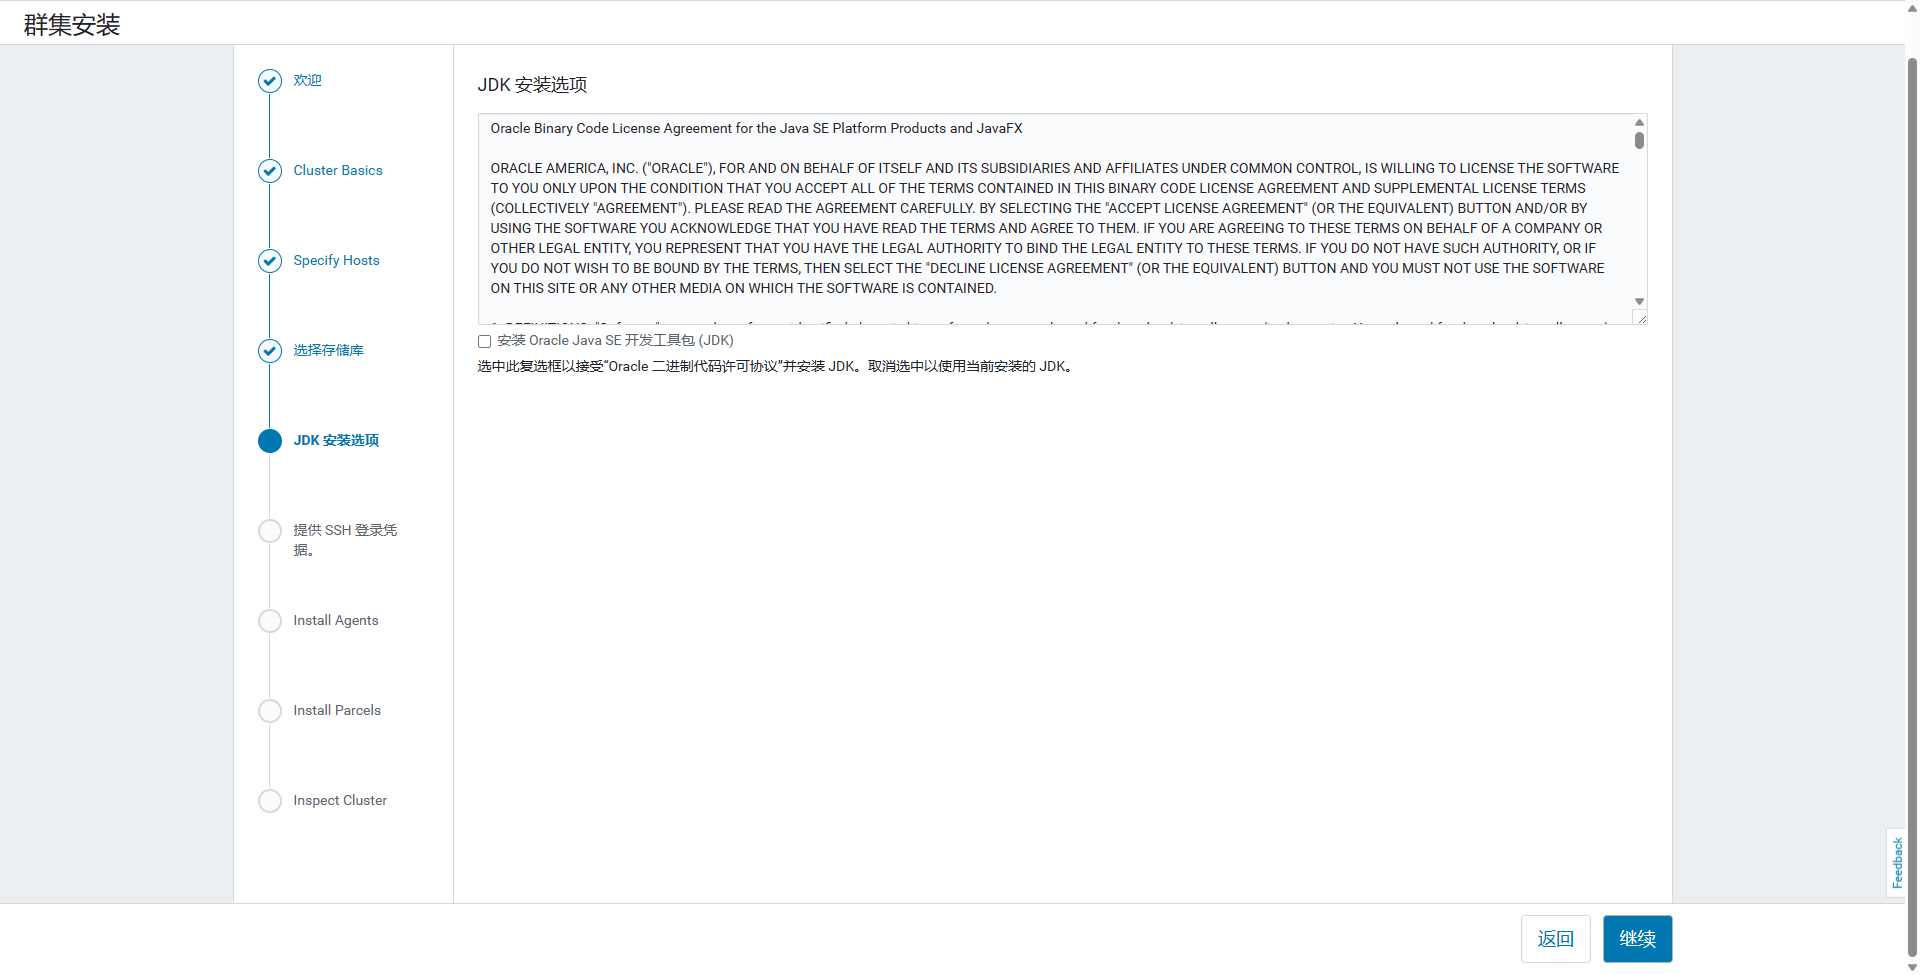 群集安装
欢迎
Cluster Basics
Specify Hosts
选择存储库
JDK 安装选项
提供 SSH 登录凭
据。
Install Agents
Install Parcels
Inspect Cluster
JDK 安装选项
Oracle Binary Code License Agreement for the Java SE Platform Products and JavaFX
ORACLE AMERICA, INC. ("ORACLE"), FOR AND ON BEHALF OF ITSELF AND ITS SUBSIDIARIES AND AFFILIATES UNDER COMMON CONTROL, IS WILLING TO LICENSE THE SOFTWARE
TO YOU ONLY UPON THE CONDITION THAT YOU ACCEPT ALL OF THE TERMS CONTAINED IN THIS BINARY CODE LICENSE AGREEMENT AND SUPPLEMENTAL LICENSE TERMS
(COLLECTIVELY "AGREEMENT"). PLEASE READ THE AGREEMENT CAREFULLY. BY SELECTING THE "ACCEPT LICENSE AGREEMENT" (OR THE EQUIVALENT) BUTTON AND/OR BY
USING THE SOFTWARE YOU ACKNOWLEDGE THAT YOU HAVE READ THE TERMS AND AGREE TO THEM. IF YOU ARE AGREEING TO THESE TERMS ON BEHALF OF A COMPANY OR
OTHER LEGAL ENTITY, YOU REPRESENT THAT YOU HAVE THE LEGAL AUTHORITY TO BIND THE LEGAL ENTITY TO THESE TERMS. IF YOU DO NOT HAVE SUCH AUTHORITY, OR IF
YOU DO NOT WISH TO BE BOUND BY THE TERMS, THEN SELECT THE "DECLINE LICENSE AGREEMENT" (OR THE EQUIVALENT) BUTTON AND YOU MUST NOT USE THE SOFTWARE
ON THIS SITE OR ANY OTHER MEDIA ON WHICH THE SOFTWARE IS CONTAINED.
安装 Oracle Java SE 开发工具包 (JDK)
选中此复选框以接受“Oracle 二进制代码许可协议”并安装 JDK。取消选中以使用当前安装的 JDK。
Feedback
返回
继续